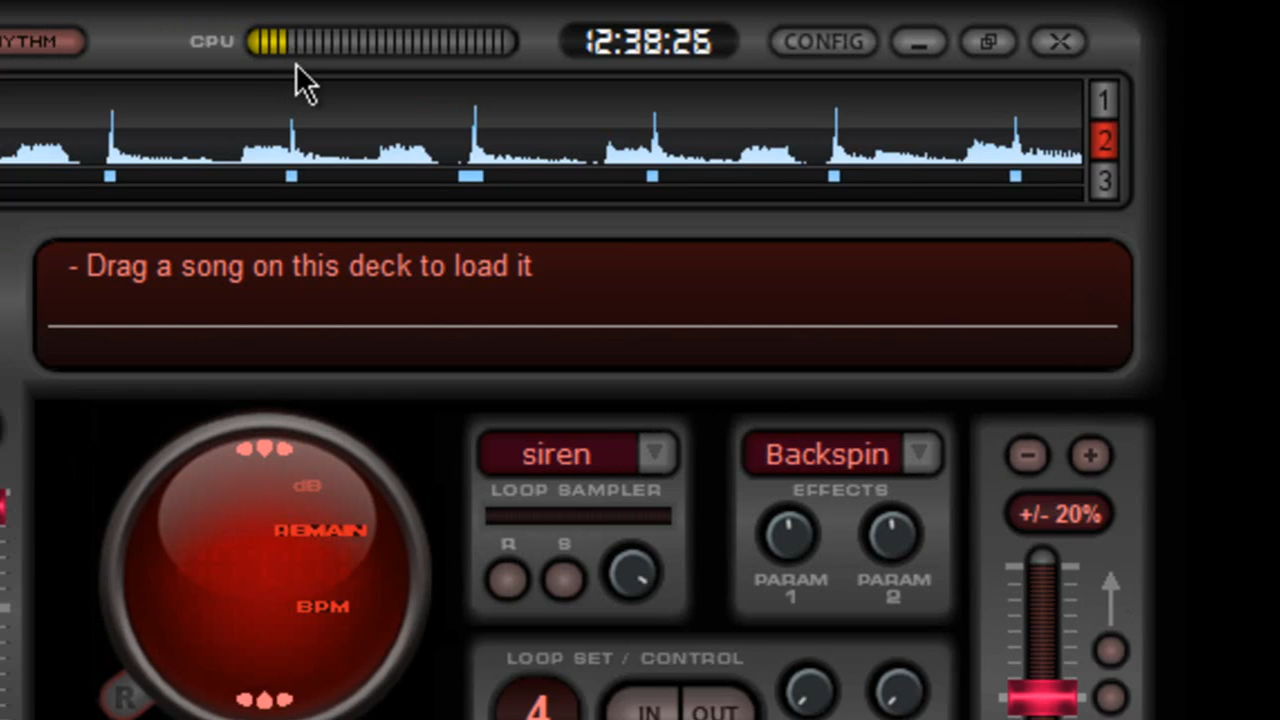 YTHM
CPU
12:38:26
CONFIG
1
2
3
- Drag a song on this deck to load it
siren
LOOP SAMPLER
R
S
Backspin
EFFECTS
PARAM
1
PARAM
2
+/- 20%
dB
REMAIN
BPM
R
LOOP SET / CONTROL
4
IN
OUT